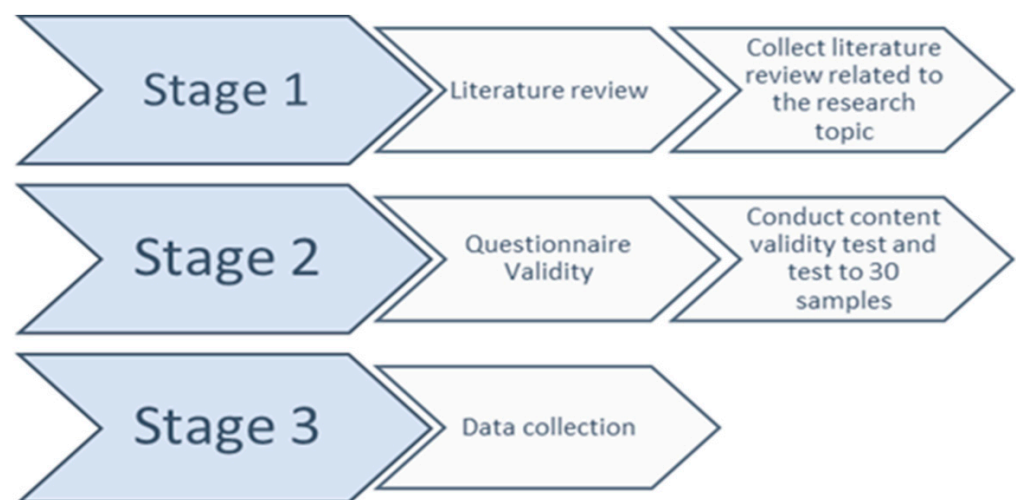 Stage 1
Literature review
Collect literature
review related to
the research
topic
Stage 2
Questionnaire
Validity
Conduct content
validity test and
test to 30
samples
Stage 3
Data collection